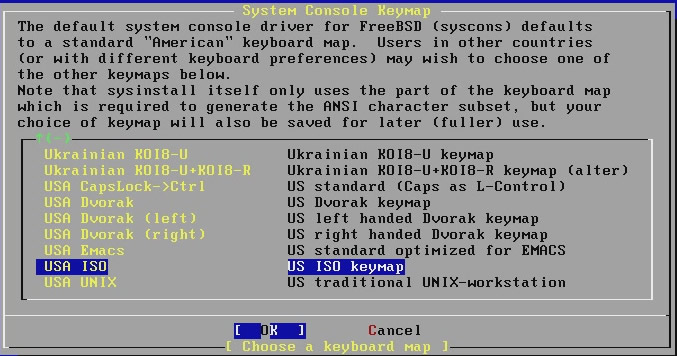 System Console Keymap
The default system console driver for FreeBSD (syscons) defaults
to a standard "American" keyboard map.  Users in other countries
(or with different keyboard preferences) may wish to choose one of
the other keymaps below.
Note that sysinstall itself only uses the part of the keyboard map
which is required to generate the ANSI character subset, but your
choice of keymap will also be saved for later (fuller) use.
^(-)
Ukrainian KOI8-U Ukrainian KOI8-U keymap
Ukrainian KOI8-U+KOI8-R Ukrainian KOI8-U+KOI8-R keymap (alter)
USA CapsLock->Ctrl US standard (Caps as L-Control)
USA Dvorak US Dvorak keymap
USA Dvorak (left) US left handed Dvorak keymap
USA Dvorak (right) US right handed Dvorak keymap
USA Emacs US standard optimized for EMACS
USA ISO US ISO keymap
USA UNIX US traditional UNIX-workstation
[ OK ] Cancel
[ Choose a keyboard map ]